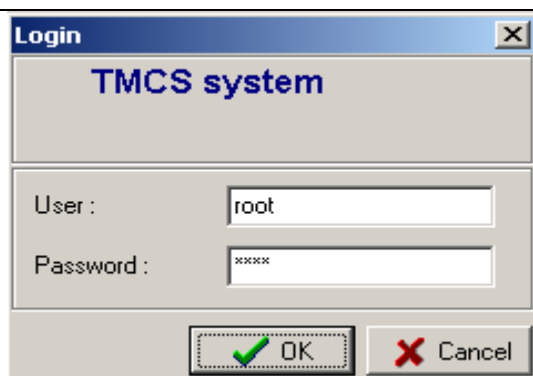 Login
TMCS system
User : root
Password : ****
OK Cancel